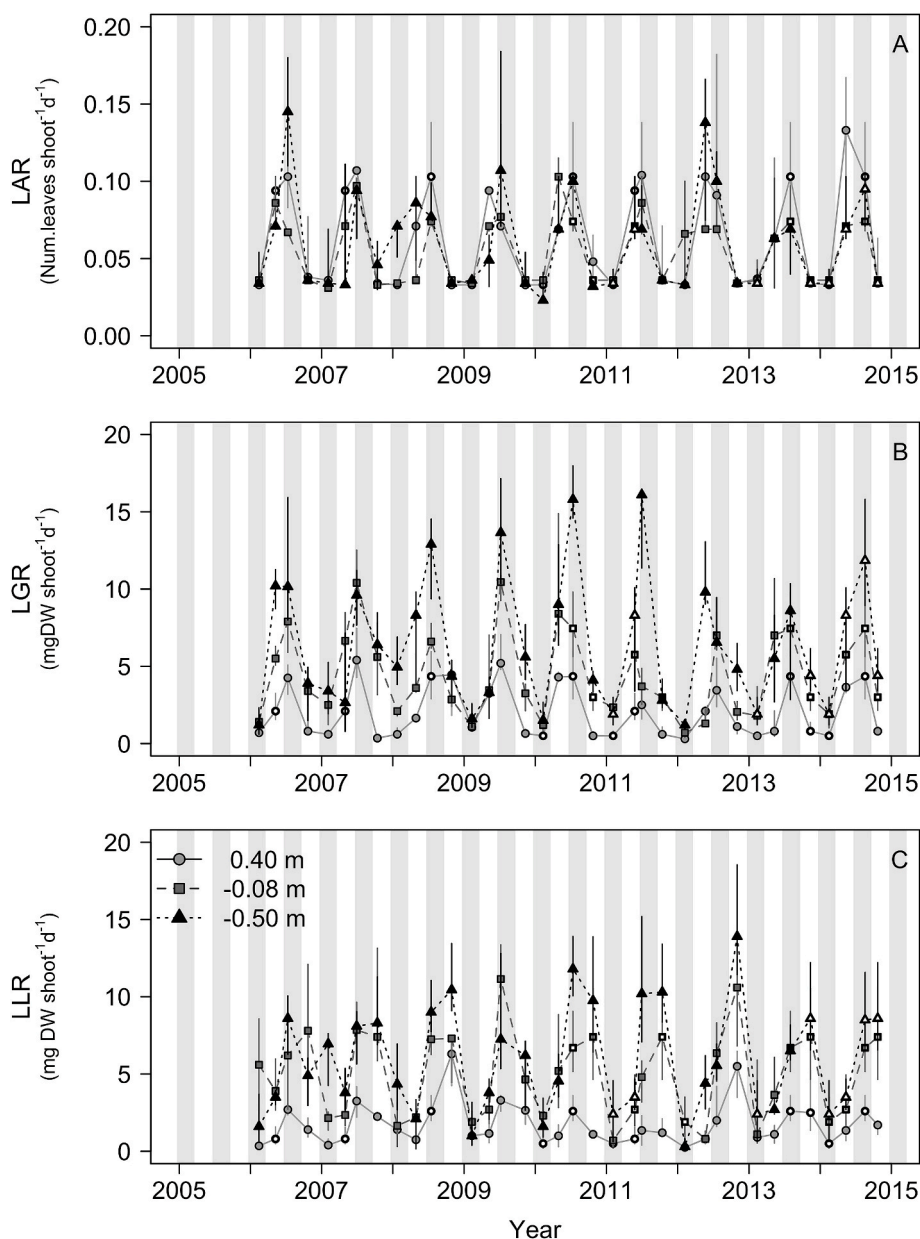 A
LAR
(Num.leaves shoot⁻¹d⁻¹)
0.20
0.15
0.10
0.05
0.00
2005 2007 2009 2011 2013 2015
B
LGR
(mgDW shoot⁻¹d⁻¹)
20
15
10
5
0
2005 2007 2009 2011 2013 2015
C
LLR
(mg DW shoot⁻¹d⁻¹)
20
15
10
5
0
0.40 m
-0.08 m
-0.50 m
2005 2007 2009 2011 2013 2015
Year